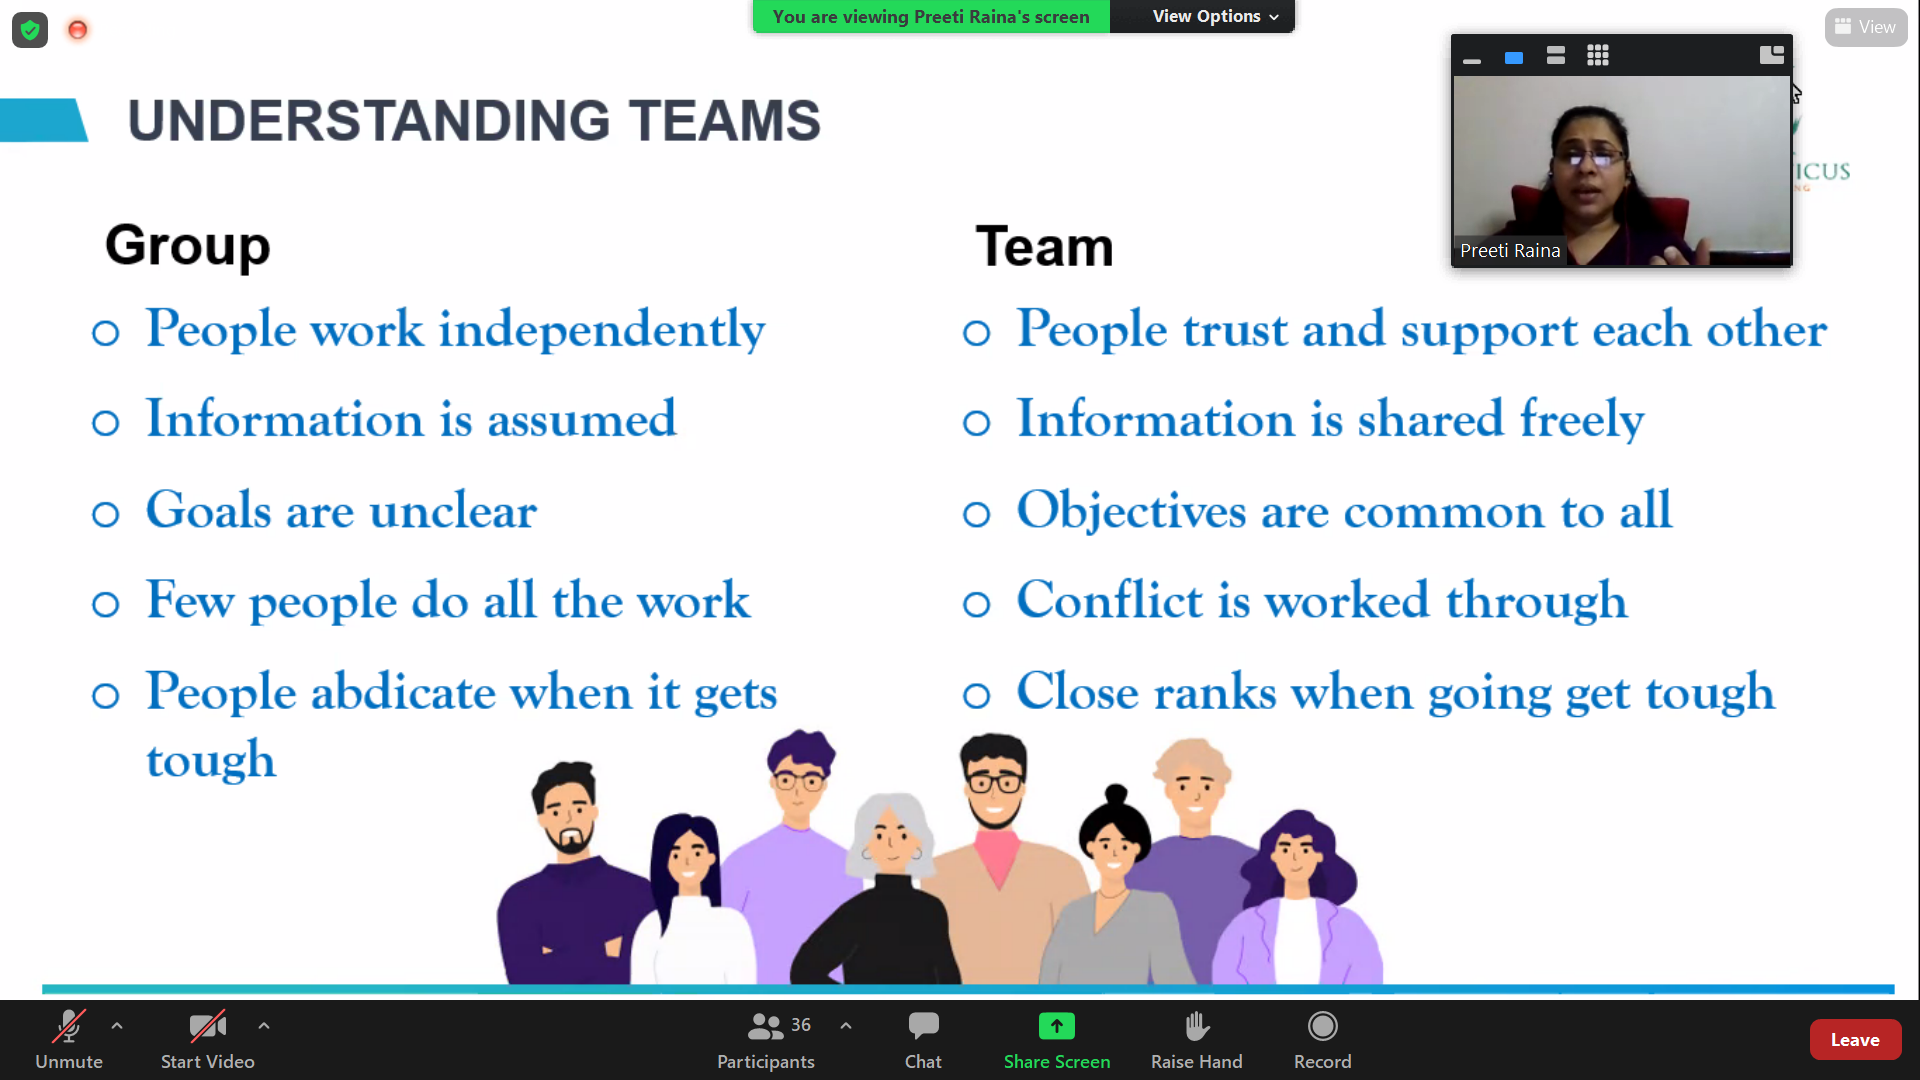 You are viewing Preeti Raina's screen
View Options
View
UNDERSTANDING TEAMS
ICUS
NG
Preeti Raina
Group
People work independently
Information is assumed
Goals are unclear
Few people do all the work
People abdicate when it gets
tough
Team
People trust and support each other
Information is shared freely
Objectives are common to all
Conflict is worked through
Close ranks when going get tough
Unmute
Start Video
36
Participants
Chat
Share Screen
Raise Hand
Record
Leave